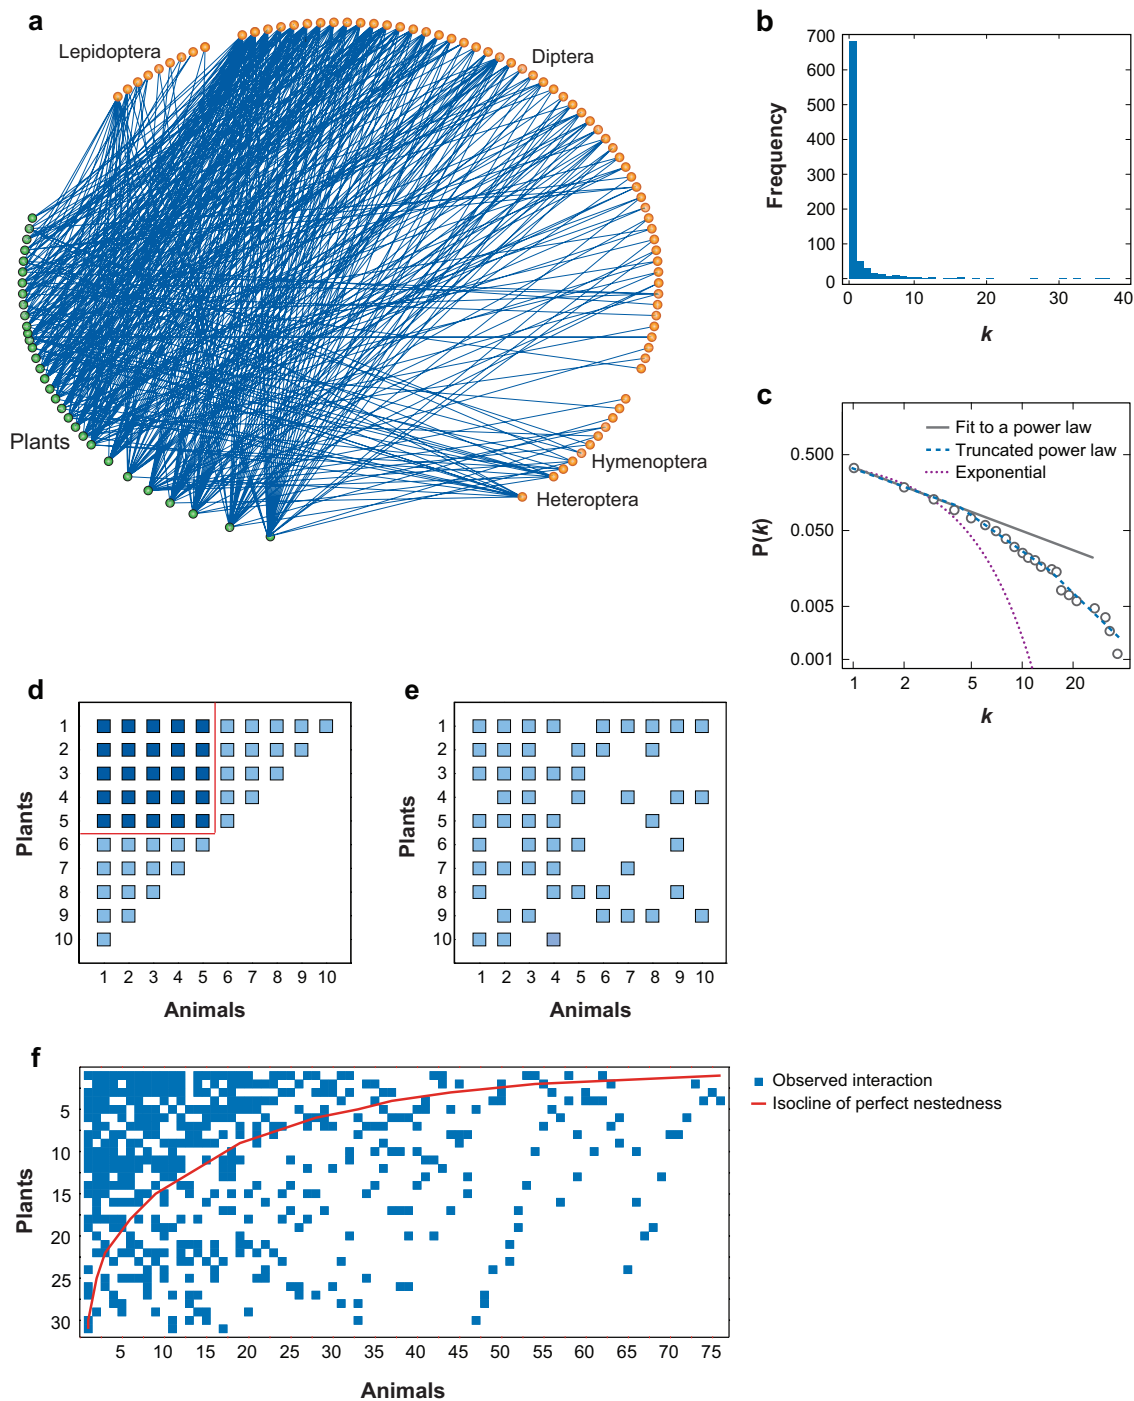 a
Lepidoptera
Diptera
Plants
Hymenoptera
Heteroptera
b
700
600
500
400
300
200
100
0
Frequency
0 10 20 30 40
k
c
Fit to a power law
Truncated power law
Exponential
0.500
0.050
0.005
0.001
P(k)
1 2 5 10 20
k
d
1
2
3
4
5
6
7
8
9
10
Plants
1 2 3 4 5 6 7 8 9 10
Animals
e
1
2
3
4
5
6
7
8
9
10
Plants
1 2 3 4 5 6 7 8 9 10
Animals
f
Observed interaction
Isocline of perfect nestedness
5
10
15
20
25
30
Plants
5 10 15 20 25 30 35 40 45 50 55 60 65 70 75
Animals